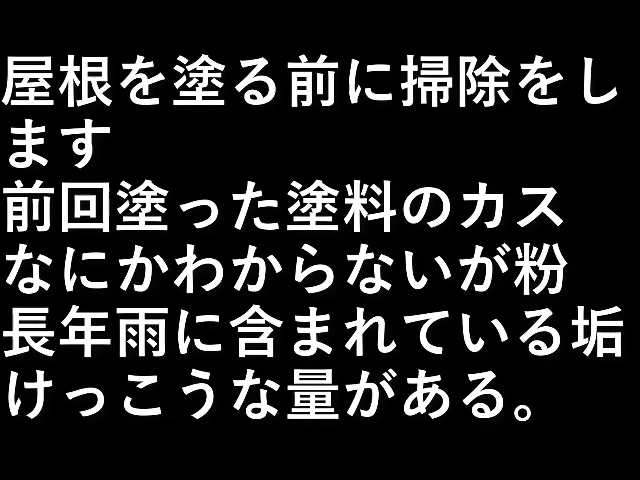 屋根を塗る前に掃除をし
ます
前回塗った塗料のカス
なにかわからないが粉
長年雨に含まれている垢
けっこうな量がある。